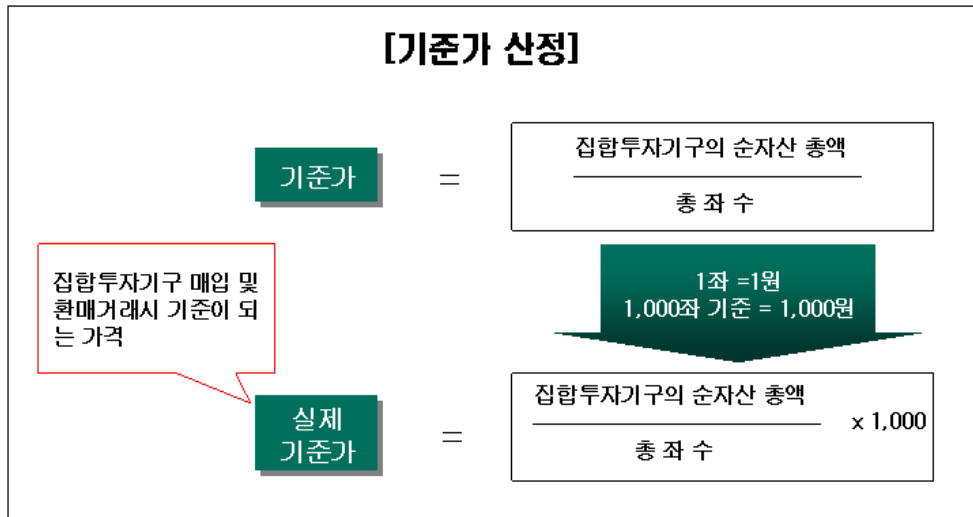 [기준가 산정]
기준가
=
집합투자기구의 순자산 총액
총 좌 수
집합투자기구 매입 및
환매거래시 기준이 되
는 가격
1좌 =1원
1,000좌 기준 = 1,000원
실제
기준가
=
집합투자기구의 순자산 총액
총 좌 수
x 1,000